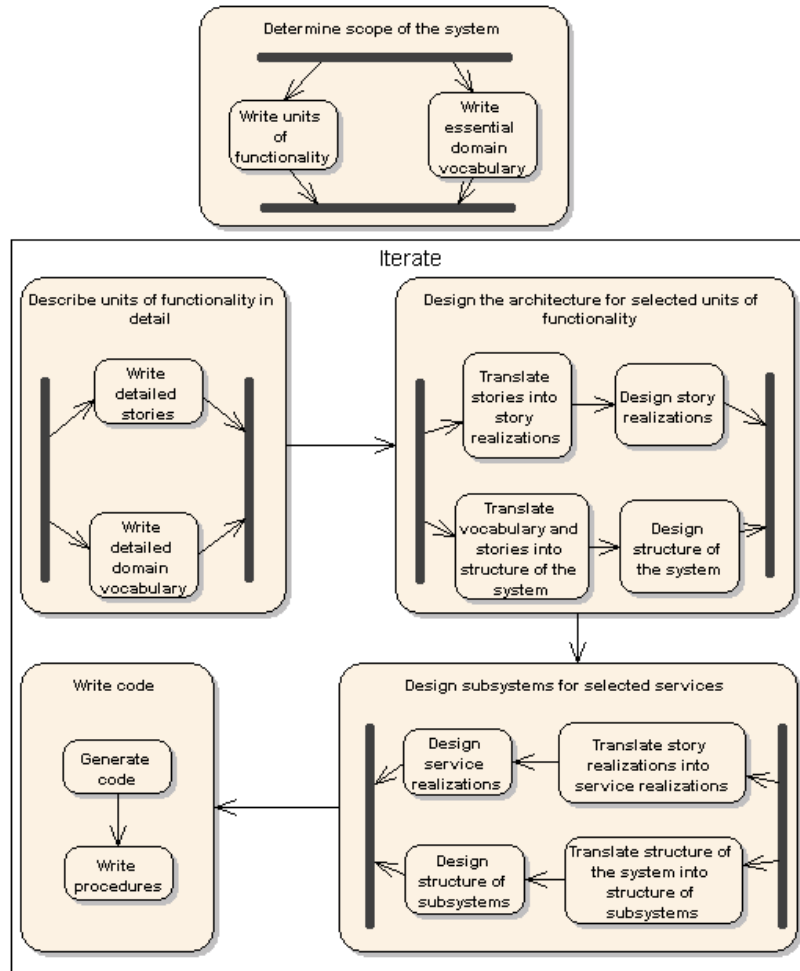 Determine scope of the system
Write units
of
functionality
Write
essential
domain
vocabulary
Iterate
Describe units of functionality in
detail
Write
detailed
stories
Write
detailed
domain
vocabulary
Design the architecture for selected units of
functionality
Translate
stories into
story
realizations
Design story
realizations
Translate
vocabulary and
stories into
structure of the
system
Design
structure of
the system
Write code
Generate
code
Write
procedures
Design subsystems for selected services
Design
service
realizations
Translate story
realizations into
service realizations
Design
structure of
subsystems
Translate structure of
the system into
structure of
subsystems